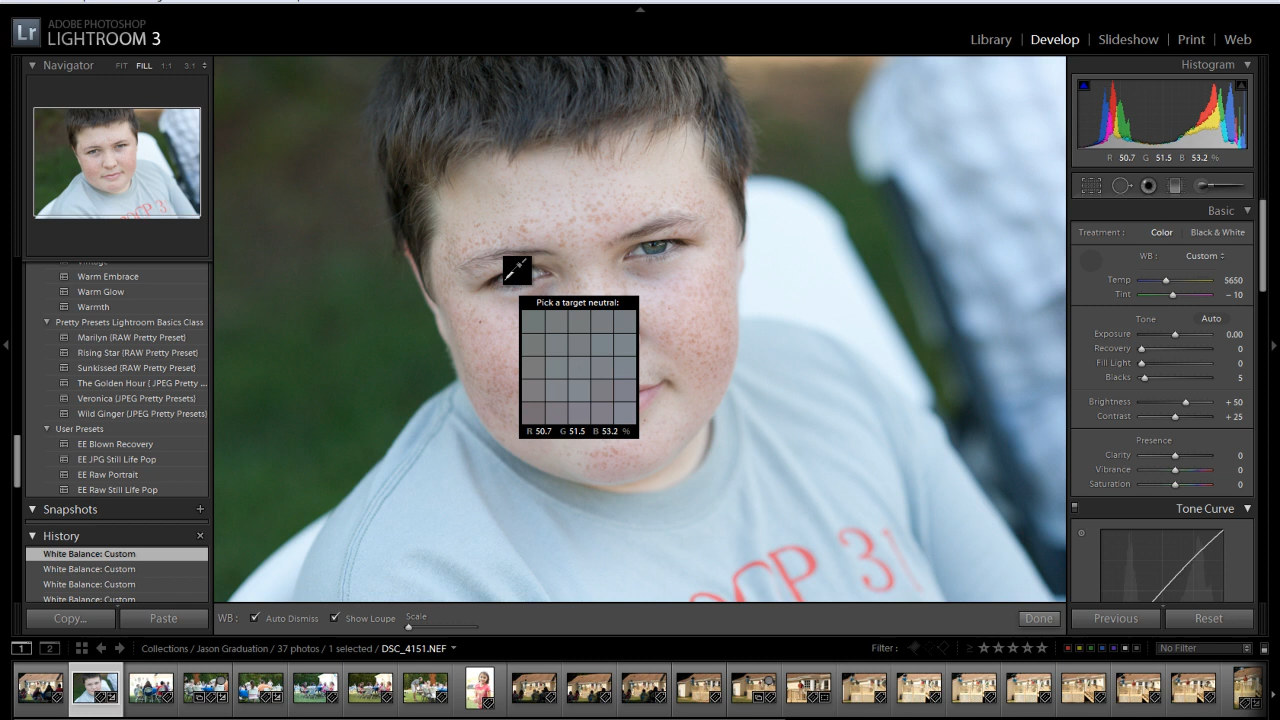 Lr ADOBE PHOTOSHOP
LIGHTROOM 3
Library | Develop | Slideshow | Print | Web
Navigator FIT FILL 1:1 3:1
Histogram
R 50.7 G 51.5 B 53.2 %
Basic
Treatment : Color Black & White
WB : Custom
Temp 5650
Tint − 10
Tone Auto
Exposure 0.00
Recovery 0
Fill Light 0
Blacks 5
Brightness + 50
Contrast + 25
Presence
Clarity 0
Vibrance 0
Saturation 0
Tone Curve
Vintage
Warm Embrace
Warm Glow
Warmth
Pretty Presets Lightroom Basics Class
Marilyn {RAW Pretty Preset}
Rising Star {RAW Pretty Preset}
Sunkissed {RAW Pretty Preset}
The Golden Hour { JPEG Pretty ...
Veronica {JPEG Pretty Presets}
Wild Ginger {JPEG Pretty Presets}
User Presets
EE Blown Recovery
EE JPG Still Life Pop
EE Raw Portrait
EE Raw Still Life Pop
Snapshots +
History ×
White Balance: Custom
White Balance: Custom
White Balance: Custom
White Balance: Custom
Copy... Paste
Pick a target neutral:
R 50.7 G 51.5 B 53.2 %
3
WB : Auto Dismiss Show Loupe Scale
Done
Previous Reset
1 2 Collections / Jason Graduation / 37 photos / 1 selected / DSC_4151.NEF
Filter : ≥ ★★★★★ No Filter